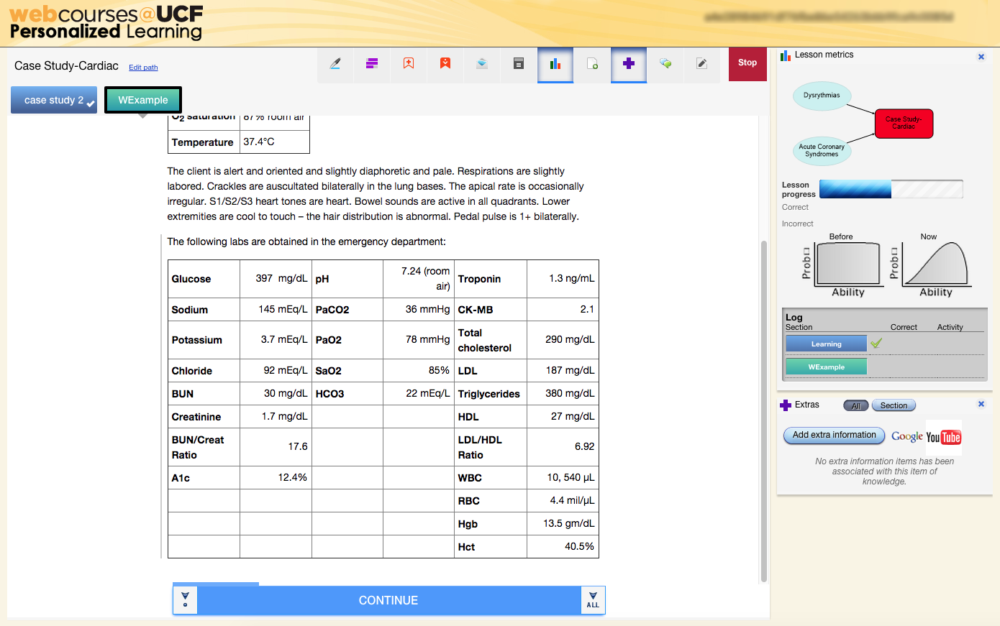 webcourses@UCF
Personalized Learning
Case Study-Cardiac Edit path
Stop
case study 2
WExample
O2 saturation 87% room air
Temperature 37.4°C
The client is alert and oriented and slightly diaphoretic and pale. Respirations are slightly
labored. Crackles are auscultated bilaterally in the lung bases. The apical rate is occasionally
irregular. S1/S2/S3 heart tones are heart. Bowel sounds are active in all quadrants. Lower
extremities are cool to touch – the hair distribution is abnormal. Pedal pulse is 1+ bilaterally.
The following labs are obtained in the emergency department:
Glucose 397 mg/dL pH 7.24 (room air) Troponin 1.3 ng/mL
Sodium 145 mEq/L PaCO2 36 mmHg CK-MB 2.1
Potassium 3.7 mEq/L PaO2 78 mmHg Total cholesterol 290 mg/dL
Chloride 92 mEq/L SaO2 85% LDL 187 mg/dL
BUN 30 mg/dL HCO3 22 mEq/L Triglycerides 380 mg/dL
Creatinine 1.7 mg/dL HDL 27 mg/dL
BUN/Creat Ratio 17.6 LDL/HDL Ratio 6.92
A1c 12.4% WBC 10, 540 µL
RBC 4.4 mil/µL
Hgb 13.5 gm/dL
Hct 40.5%
CONTINUE
ALL
Lesson metrics
Dysrythmias
Case Study-
Cardiac
Acute Coronary
Syndromes
Lesson
progress
Correct
Incorrect
Before Now
Prob Prob
Ability Ability
Log
Section Correct Activity
Learning
WExample
Extras All Section
Add extra information Google YouTube
No extra information items has been
associated with this item of
knowledge.